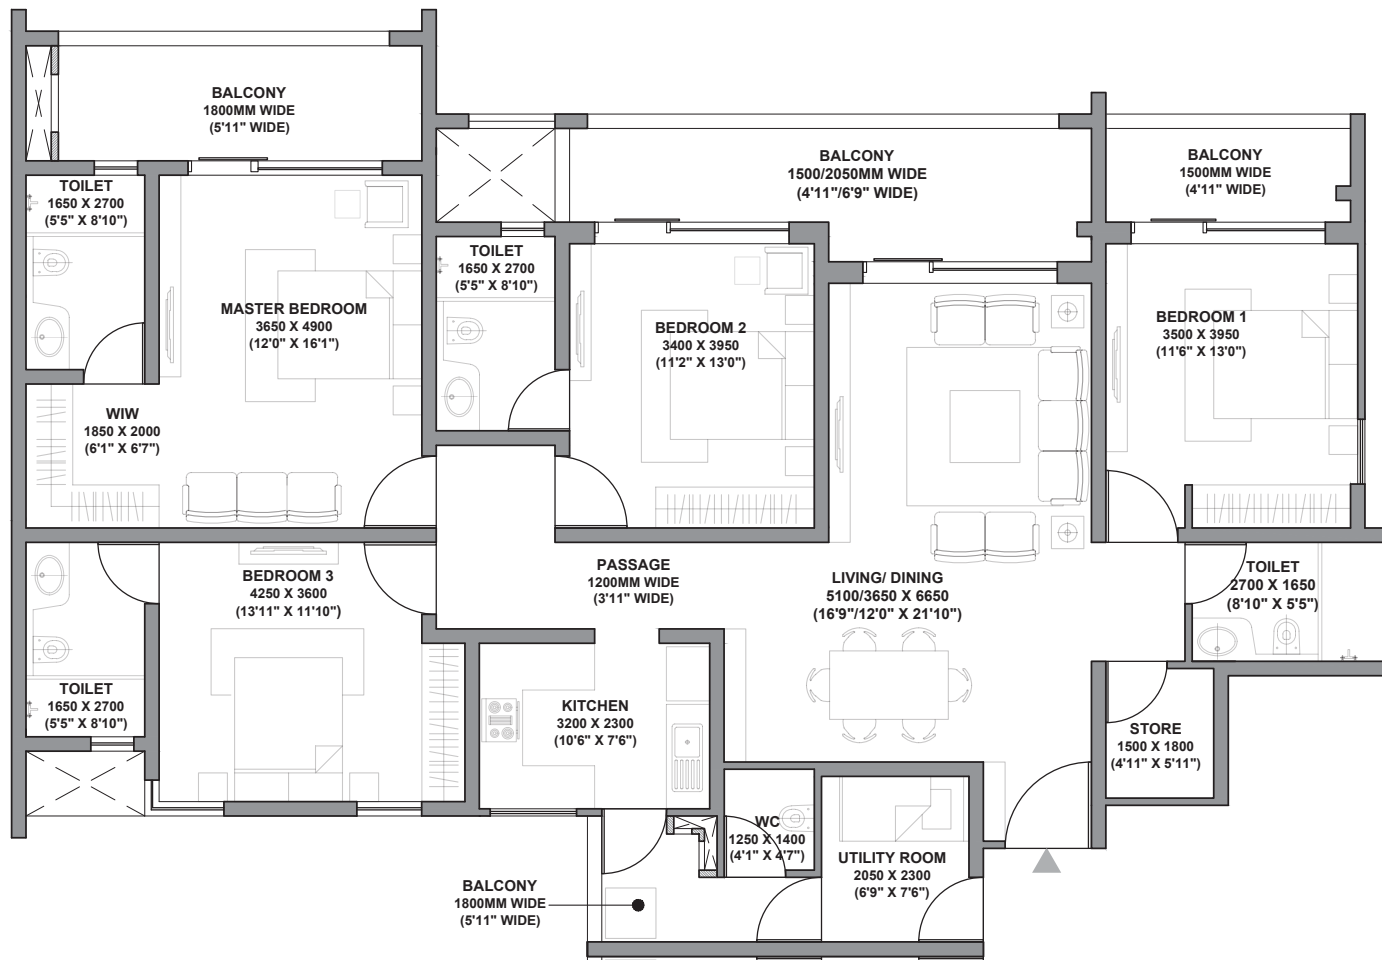 BALCONY
1800MM WIDE
(5'11" WIDE)
BALCONY
1500/2050MM WIDE
(4'11"/6'9" WIDE)
BALCONY
1500MM WIDE
(4'11" WIDE)
TOILET
1650 X 2700
(5'5" X 8'10")
TOILET
1650 X 2700
(5'5" X 8'10")
MASTER BEDROOM
3650 X 4900
(12'0" X 16'1")
BEDROOM 2
3400 X 3950
(11'2" X 13'0")
BEDROOM 1
3500 X 3950
(11'6" X 13'0")
WIW
1850 X 2000
(6'1" X 6'7")
BEDROOM 3
4250 X 3600
(13'11" X 11'10")
PASSAGE
1200MM WIDE
(3'11" WIDE)
LIVING/ DINING
5100/3650 X 6650
(16'9"/12'0" X 21'10")
TOILET
2700 X 1650
(8'10" X 5'5")
TOILET
1650 X 2700
(5'5" X 8'10")
KITCHEN
3200 X 2300
(10'6" X 7'6")
STORE
1500 X 1800
(4'11" X 5'11")
WC
1250 X 1400
(4'1" X 4'7")
UTILITY ROOM
2050 X 2300
(6'9" X 7'6")
BALCONY
1800MM WIDE
(5'11" WIDE)